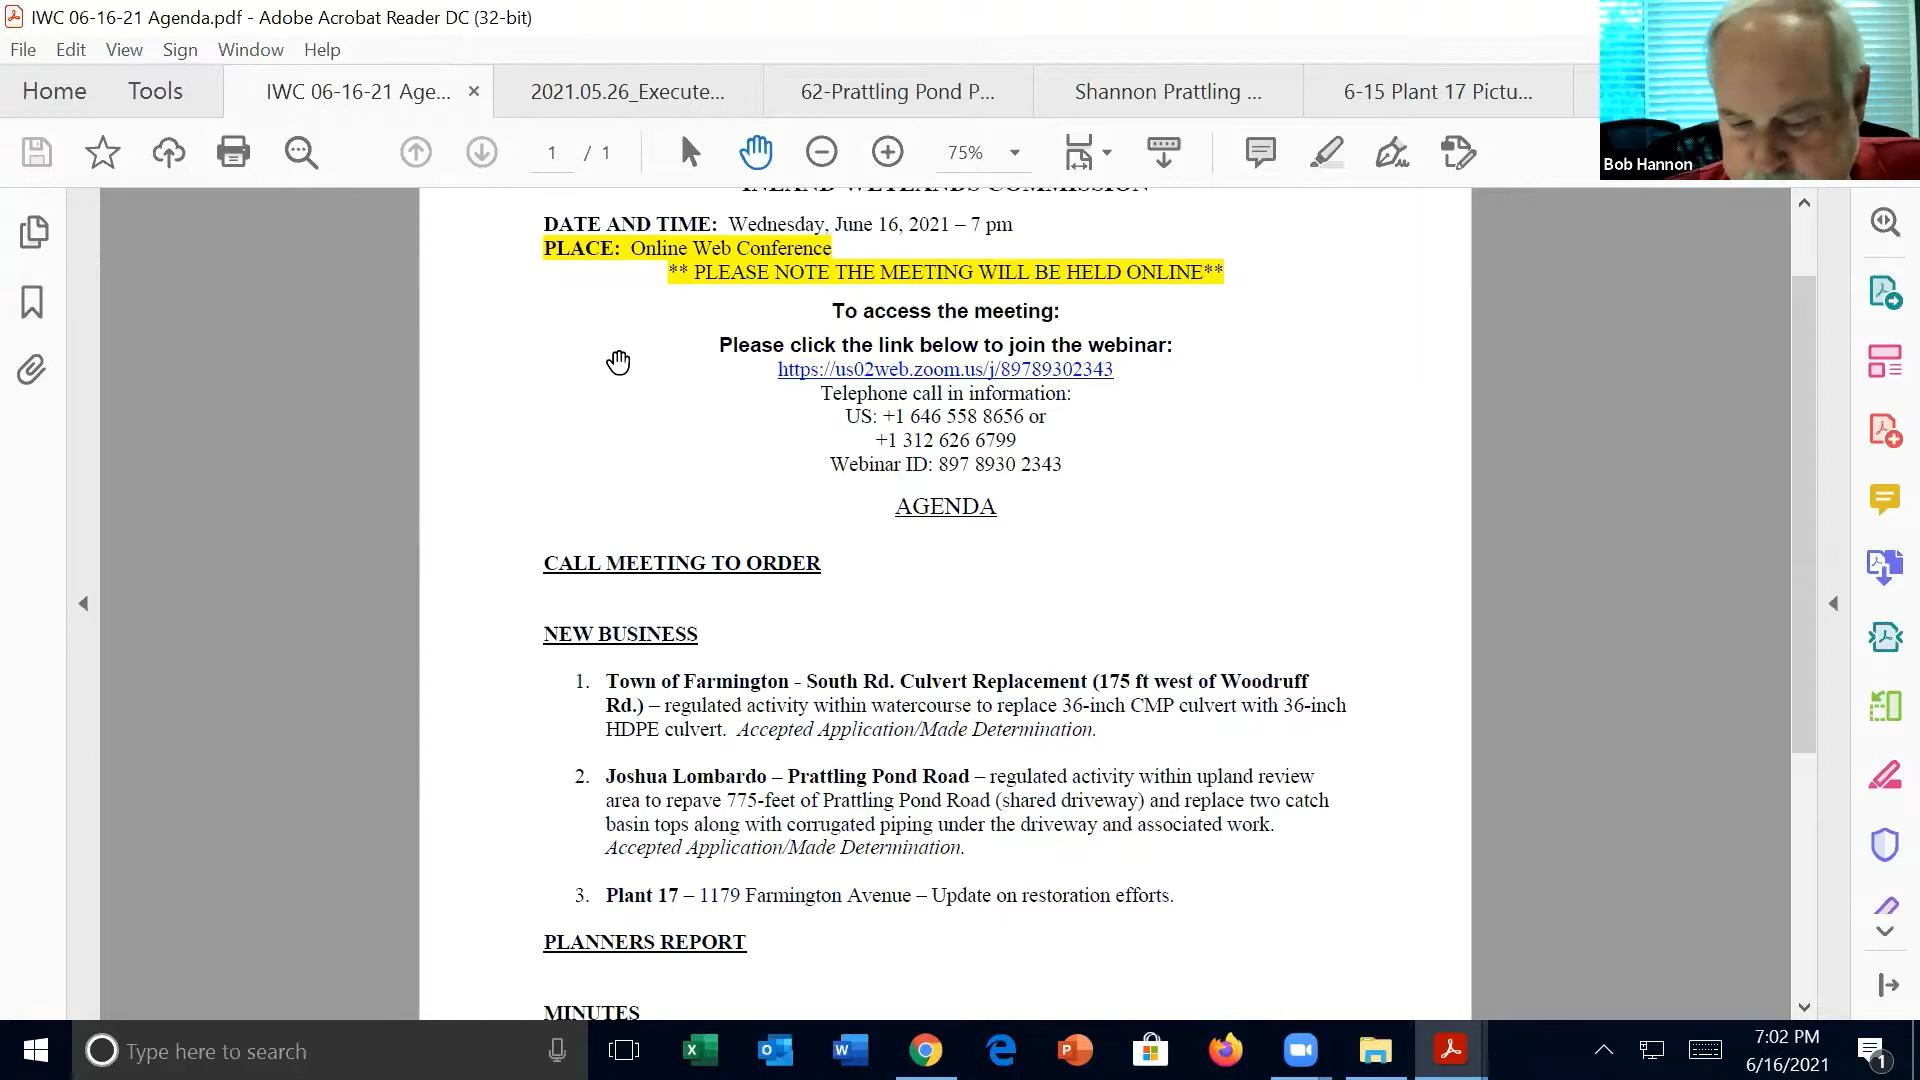 IWC 06-16-21 Agenda.pdf - Adobe Acrobat Reader DC (32-bit)
File Edit View Sign Window Help
Home Tools IWC 06-16-21 Age... × 2021.05.26_Execute... 62-Prattling Pond P... Shannon Prattling ... 6-15 Plant 17 Pictu...
1 / 1 75%
Bob Hannon
INLAND WETLANDS COMMISSION
DATE AND TIME: Wednesday, June 16, 2021 – 7 pm
PLACE: Online Web Conference
** PLEASE NOTE THE MEETING WILL BE HELD ONLINE**
To access the meeting:
Please click the link below to join the webinar:
https://us02web.zoom.us/j/89789302343
Telephone call in information:
US: +1 646 558 8656 or
+1 312 626 6799
Webinar ID: 897 8930 2343
AGENDA
CALL MEETING TO ORDER
NEW BUSINESS
1. Town of Farmington - South Rd. Culvert Replacement (175 ft west of Woodruff
Rd.) – regulated activity within watercourse to replace 36-inch CMP culvert with 36-inch
HDPE culvert. Accepted Application/Made Determination.
2. Joshua Lombardo – Prattling Pond Road – regulated activity within upland review
area to repave 775-feet of Prattling Pond Road (shared driveway) and replace two catch
basin tops along with corrugated piping under the driveway and associated work.
Accepted Application/Made Determination.
3. Plant 17 – 1179 Farmington Avenue – Update on restoration efforts.
PLANNERS REPORT
MINUTES
Type here to search
7:02 PM
6/16/2021
1